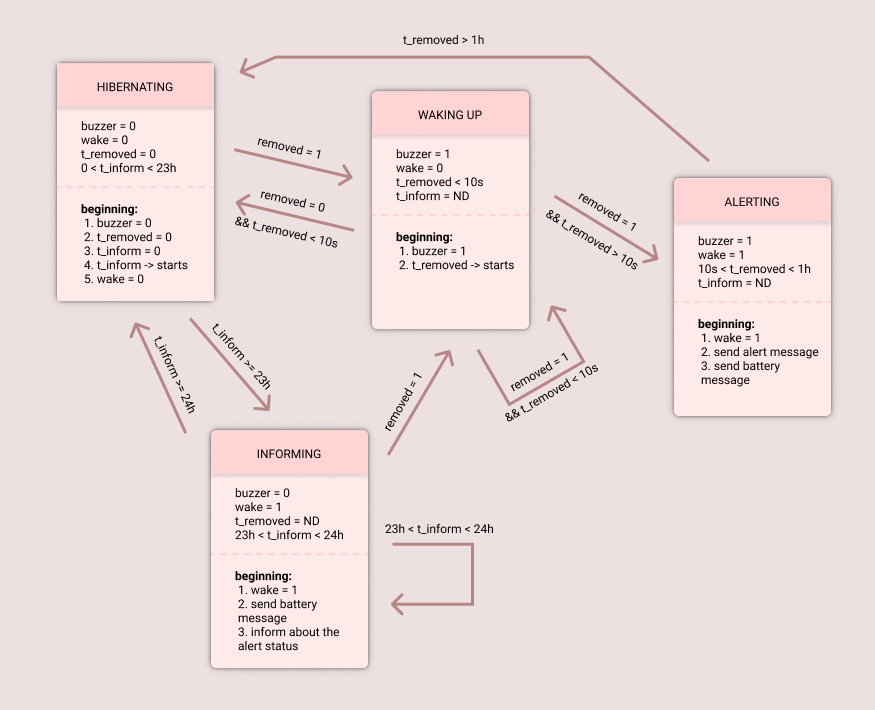 t_removed > 1h
HIBERNATING
buzzer = 0
wake = 0
t_removed = 0
0 < t_inform < 23h
beginning:
1. buzzer = 0
2. t_removed = 0
3. t_inform = 0
4. t_inform -> starts
5. wake = 0
removed = 1
removed = 0
&& t_removed < 10s
WAKING UP
buzzer = 1
wake = 0
t_removed < 10s
t_inform = ND
beginning:
1. buzzer = 1
2. t_removed -> starts
removed = 1
&& t_removed > 10s
ALERTING
buzzer = 1
wake = 1
10s < t_removed < 1h
t_inform = ND
beginning:
1. wake = 1
2. send alert message
3. send battery
message
t_inform >= 24h
t_inform >= 23h
removed = 1
removed = 1
&& t_removed < 10s
INFORMING
buzzer = 0
wake = 1
t_removed = ND
23h < t_inform < 24h
beginning:
1. wake = 1
2. send battery
message
3. inform about the
alert status
23h < t_inform < 24h